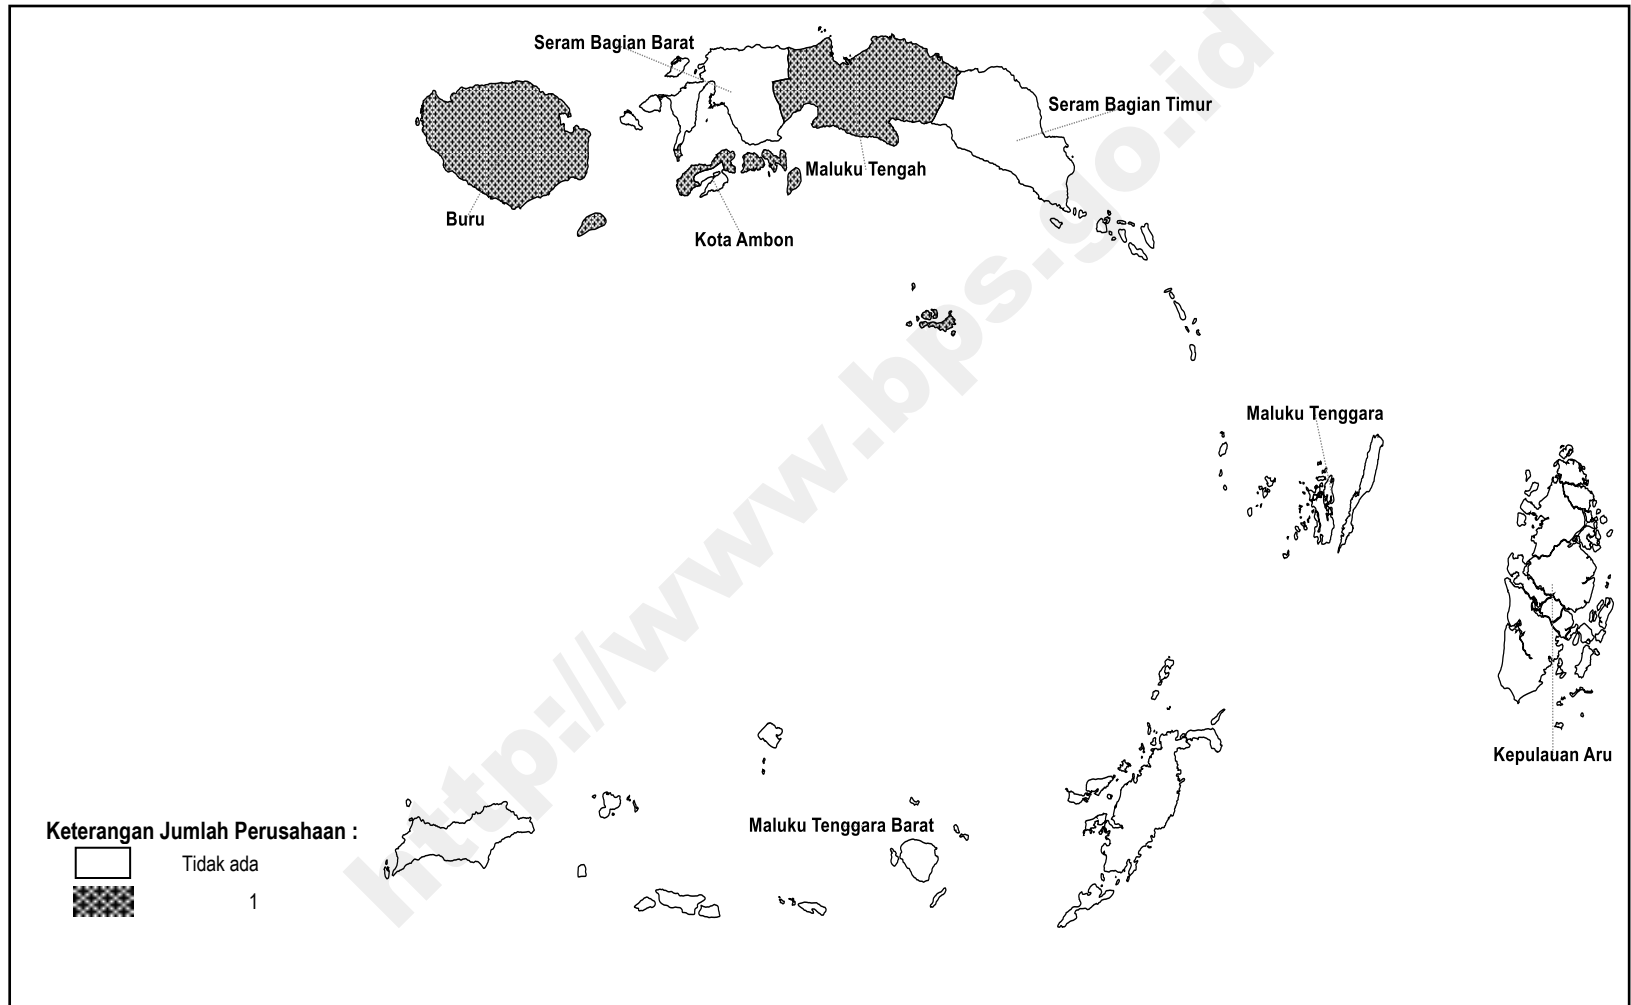 Seram Bagian Barat
Seram Bagian Timur
Maluku Tengah
Buru
Kota Ambon
Maluku Tenggara
Kepulauan Aru
Maluku Tenggara Barat
Keterangan Jumlah Perusahaan :
Tidak ada
1
http://www.bps.go.id